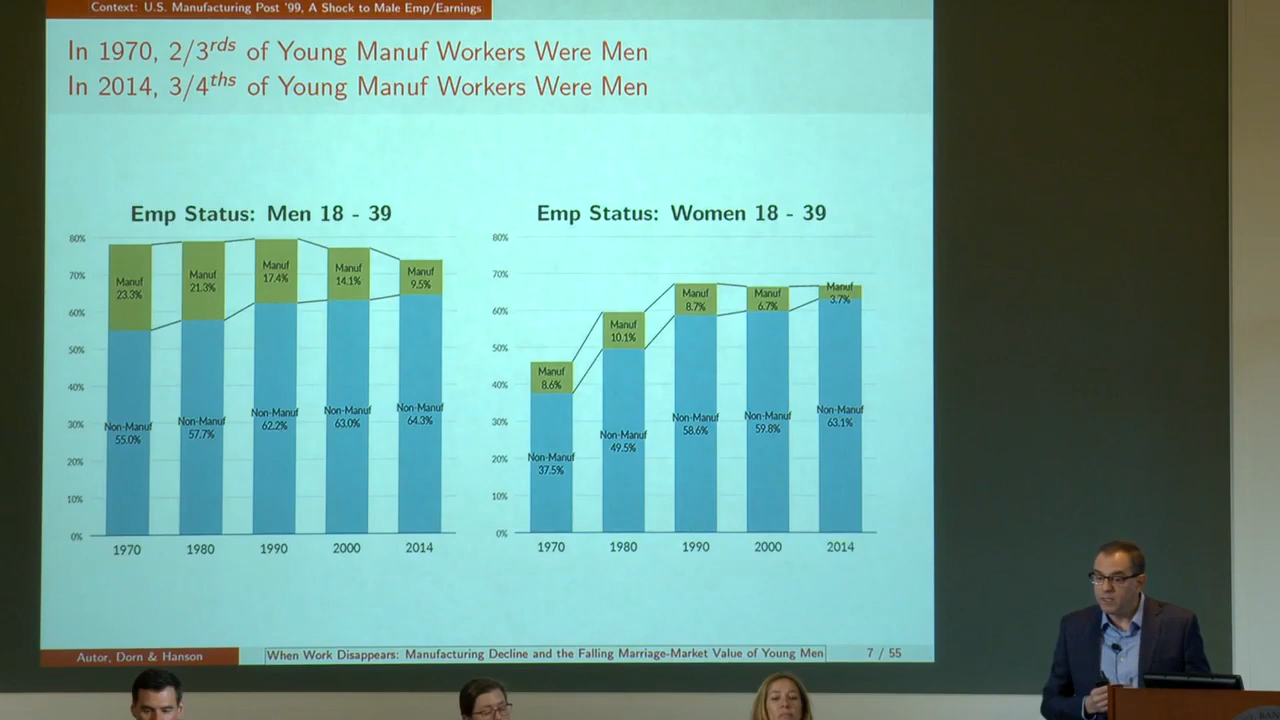 Context: U.S. Manufacturing Post '99, A Shock to Male Emp/Earnings
In 1970, 2/3rds of Young Manuf Workers Were Men
In 2014, 3/4ths of Young Manuf Workers Were Men
Emp Status: Men 18 - 39
80%
70%
60%
50%
40%
30%
20%
10%
0%
Manuf
23.3%
Manuf
21.3%
Manuf
17.4%
Manuf
14.1%
Manuf
9.5%
Non-Manuf
55.0%
Non-Manuf
57.7%
Non-Manuf
62.2%
Non-Manuf
63.0%
Non-Manuf
64.3%
1970 1980 1990 2000 2014
Emp Status: Women 18 - 39
80%
70%
60%
50%
40%
30%
20%
10%
0%
Manuf
8.6%
Manuf
10.1%
Manuf
8.7%
Manuf
6.7%
Manuf
3.7%
Non-Manuf
37.5%
Non-Manuf
49.5%
Non-Manuf
58.6%
Non-Manuf
59.8%
Non-Manuf
63.1%
1970 1980 1990 2000 2014
Autor, Dorn & Hanson
When Work Disappears: Manufacturing Decline and the Falling Marriage-Market Value of Young Men
7 / 55